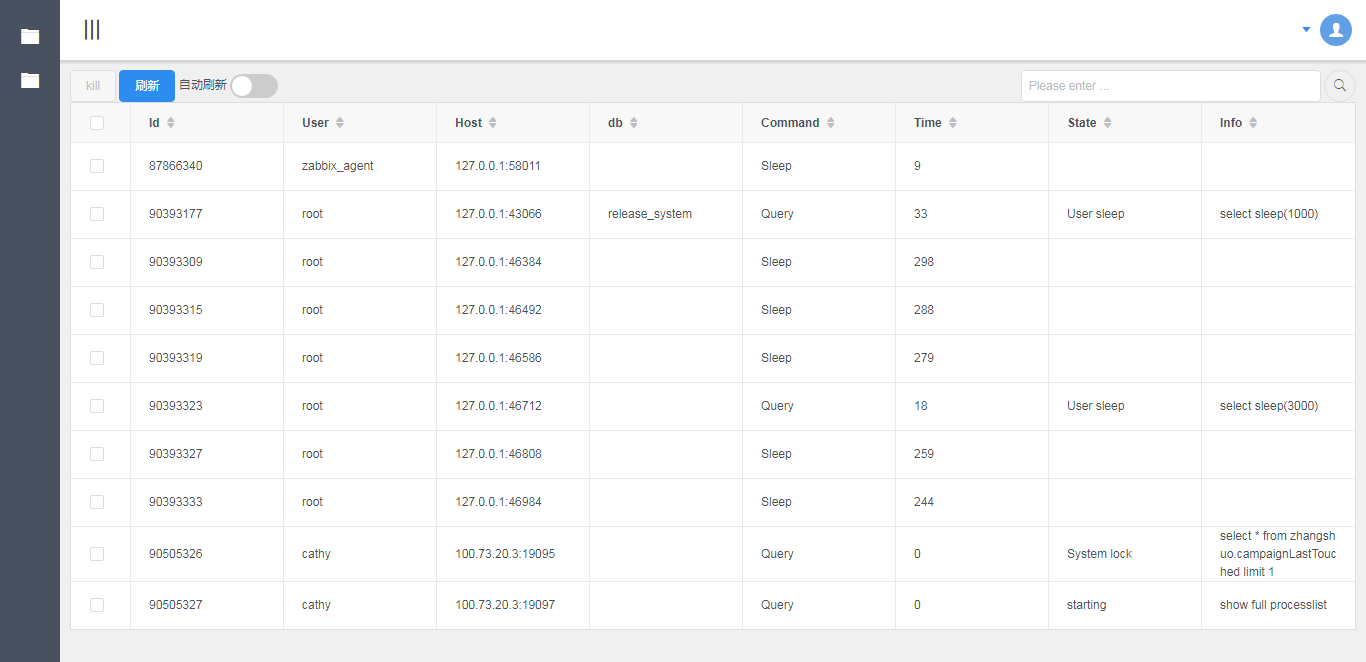 kill 刷新 自动刷新 Please enter ...
Id User Host db Command Time State Info
87866340 zabbix_agent 127.0.0.1:58011 Sleep 9
90393177 root 127.0.0.1:43066 release_system Query 33 User sleep select sleep(1000)
90393309 root 127.0.0.1:46384 Sleep 298
90393315 root 127.0.0.1:46492 Sleep 288
90393319 root 127.0.0.1:46586 Sleep 279
90393323 root 127.0.0.1:46712 Query 18 User sleep select sleep(3000)
90393327 root 127.0.0.1:46808 Sleep 259
90393333 root 127.0.0.1:46984 Sleep 244
90505326 cathy 100.73.20.3:19095 Query 0 System lock select * from zhangsh
uo.campaignLastTouc
hed limit 1
90505327 cathy 100.73.20.3:19097 Query 0 starting show full processlist